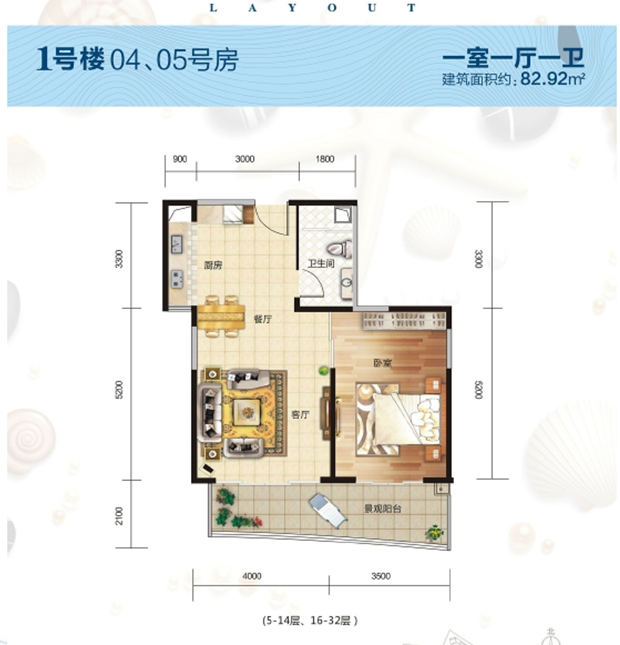 LAYOUT
1号楼 04、05号房
一室一厅一卫
建筑面积约: 82.92m²
900 3000 1800
3300
3300
厨房
卫生间
餐厅
卧室
5200
5200
客厅
2100
景观阳台
4000 3500
(5-14层、16-32层)
北